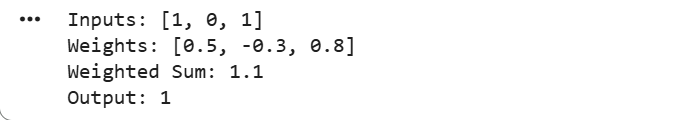 Inputs: [1, 0, 1]
Weights: [0.5, -0.3, 0.8]
Weighted Sum: 1.1
Output: 1